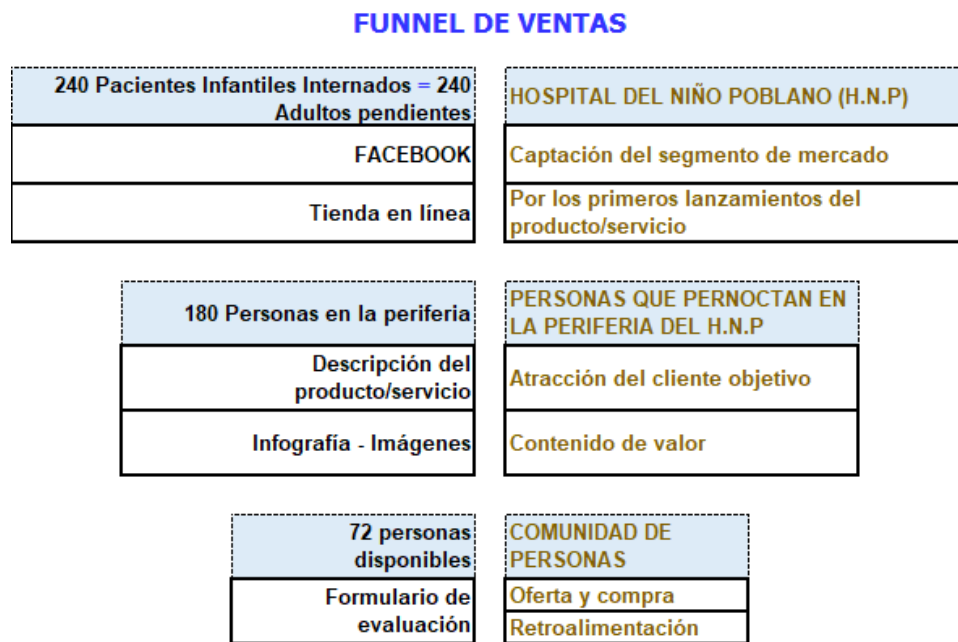 FUNNEL DE VENTAS
240 Pacientes Infantiles Internados = 240
Adultos pendientes
HOSPITAL DEL NIÑO POBLANO (H.N.P)
FACEBOOK
Captación del segmento de mercado
Tienda en línea
Por los primeros lanzamientos del
producto/servicio
180 Personas en la periferia
PERSONAS QUE PERNOCTAN EN
LA PERIFERIA DEL H.N.P
Descripción del
producto/servicio
Atracción del cliente objetivo
Infografía - Imágenes
Contenido de valor
72 personas
disponibles
COMUNIDAD DE
PERSONAS
Formulario de
evaluación
Oferta y compra
Retroalimentación